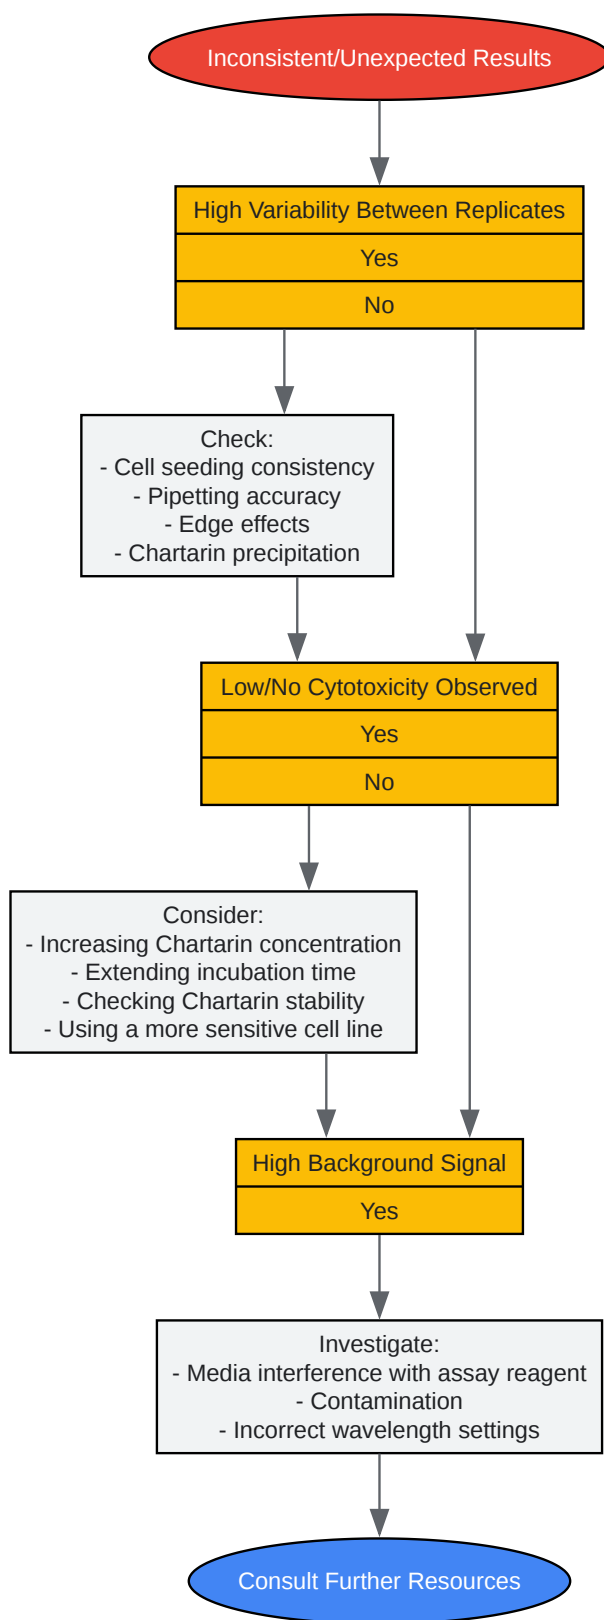 Inconsistent/Unexpected Results
High Variability Between Replicates
Yes
No
Check:
- Cell seeding consistency
- Pipetting accuracy
- Edge effects
- Chartarin precipitation
Low/No Cytotoxicity Observed
Yes
No
Consider:
- Increasing Chartarin concentration
- Extending incubation time
- Checking Chartarin stability
- Using a more sensitive cell line
High Background Signal
Yes
Investigate:
- Media interference with assay reagent
- Contamination
- Incorrect wavelength settings
Consult Further Resources